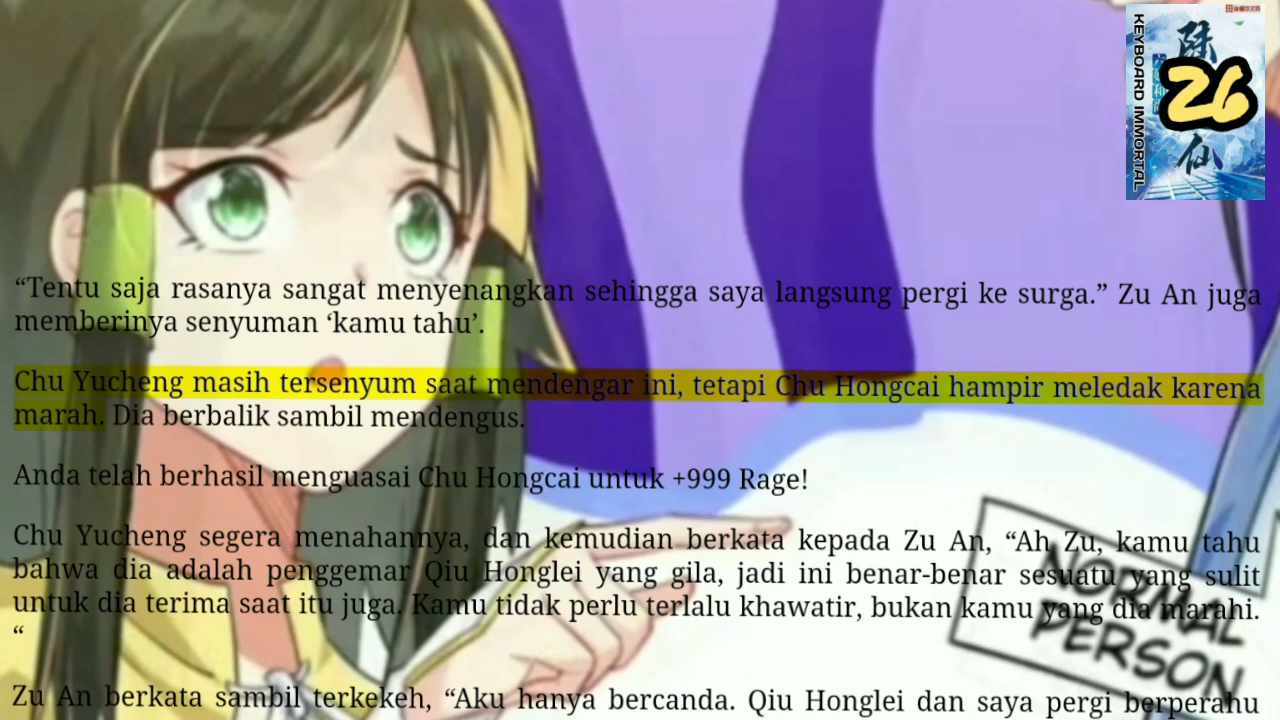 陆
仙
KEYBOARD IMMORTAL
26
“Tentu saja rasanya sangat menyenangkan sehingga saya langsung pergi ke surga.” Zu An juga
memberinya senyuman ‘kamu tahu’.
Chu Yucheng masih tersenyum saat mendengar ini, tetapi Chu Hongcai hampir meledak karena
marah. Dia berbalik sambil mendengus.
Anda telah berhasil menguasai Chu Hongcai untuk +999 Rage!
Chu Yucheng segera menahannya, dan kemudian berkata kepada Zu An, “Ah Zu, kamu tahu
bahwa dia adalah penggemar Qiu Honglei yang gila, jadi ini benar-benar sesuatu yang sulit
untuk dia terima saat itu juga. Kamu tidak perlu terlalu khawatir, bukan kamu yang dia marahi.
“
NORMAL
PERSON
Zu An berkata sambil terkekeh, “Aku hanya bercanda. Qiu Honglei dan saya pergi berperahu